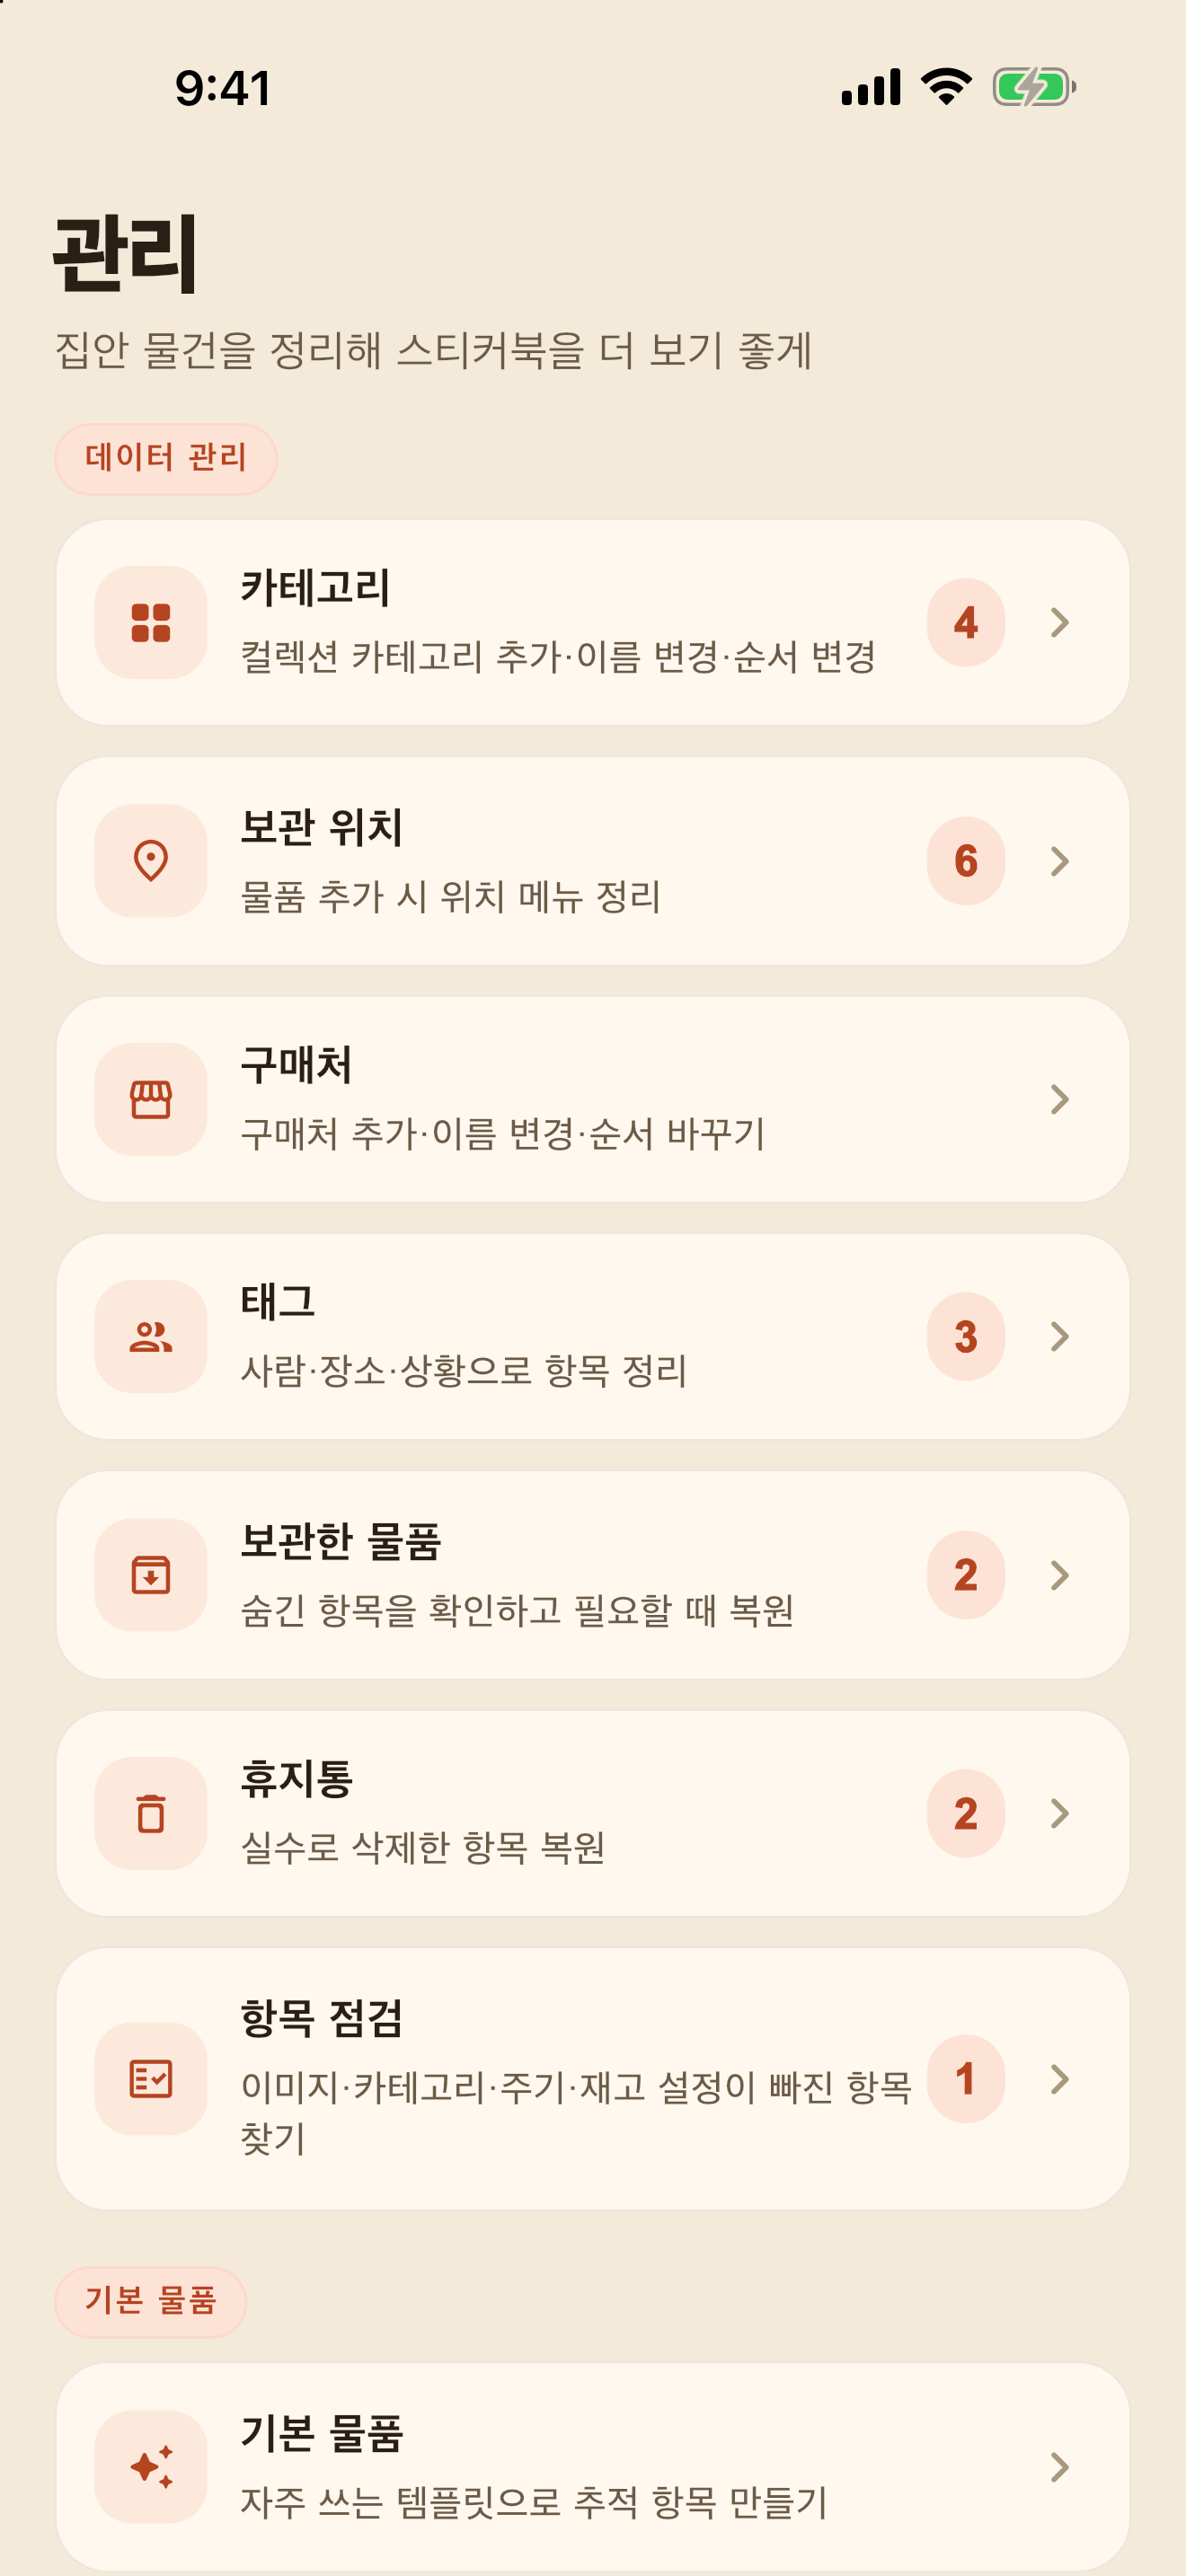 9:41
관리
집안 물건을 정리해 스티커북을 더 보기 좋게
데이터 관리
카테고리
컬렉션 카테고리 추가·이름 변경·순서 변경
4
보관 위치
물품 추가 시 위치 메뉴 정리
6
구매처
구매처 추가·이름 변경·순서 바꾸기
태그
사람·장소·상황으로 항목 정리
3
보관한 물품
숨긴 항목을 확인하고 필요할 때 복원
2
휴지통
실수로 삭제한 항목 복원
2
항목 점검
이미지·카테고리·주기·재고 설정이 빠진 항목
찾기
1
기본 물품
기본 물품
자주 쓰는 템플릿으로 추적 항목 만들기